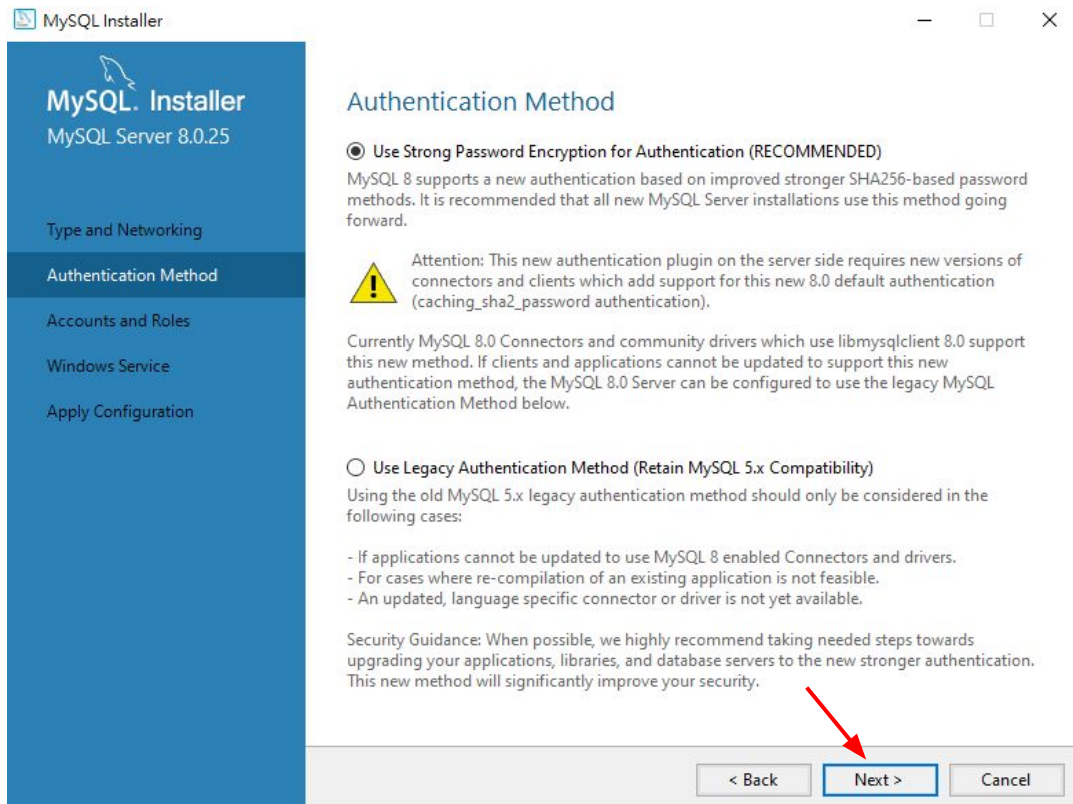 MySQL Installer
MySQL. Installer
MySQL Server 8.0.25
Type and Networking
Authentication Method
Accounts and Roles
Windows Service
Apply Configuration
Authentication Method
Use Strong Password Encryption for Authentication (RECOMMENDED)
MySQL 8 supports a new authentication based on improved stronger SHA256-based password
methods. It is recommended that all new MySQL Server installations use this method going
forward.
Attention: This new authentication plugin on the server side requires new versions of
connectors and clients which add support for this new 8.0 default authentication
(caching_sha2_password authentication).
Currently MySQL 8.0 Connectors and community drivers which use libmysqlclient 8.0 support
this new method. If clients and applications cannot be updated to support this new
authentication method, the MySQL 8.0 Server can be configured to use the legacy MySQL
Authentication Method below.
Use Legacy Authentication Method (Retain MySQL 5.x Compatibility)
Using the old MySQL 5.x legacy authentication method should only be considered in the
following cases:
- If applications cannot be updated to use MySQL 8 enabled Connectors and drivers.
- For cases where re-compilation of an existing application is not feasible.
- An updated, language specific connector or driver is not yet available.
Security Guidance: When possible, we highly recommend taking needed steps towards
upgrading your applications, libraries, and database servers to the new stronger authentication.
This new method will significantly improve your security.
< Back
Next >
Cancel